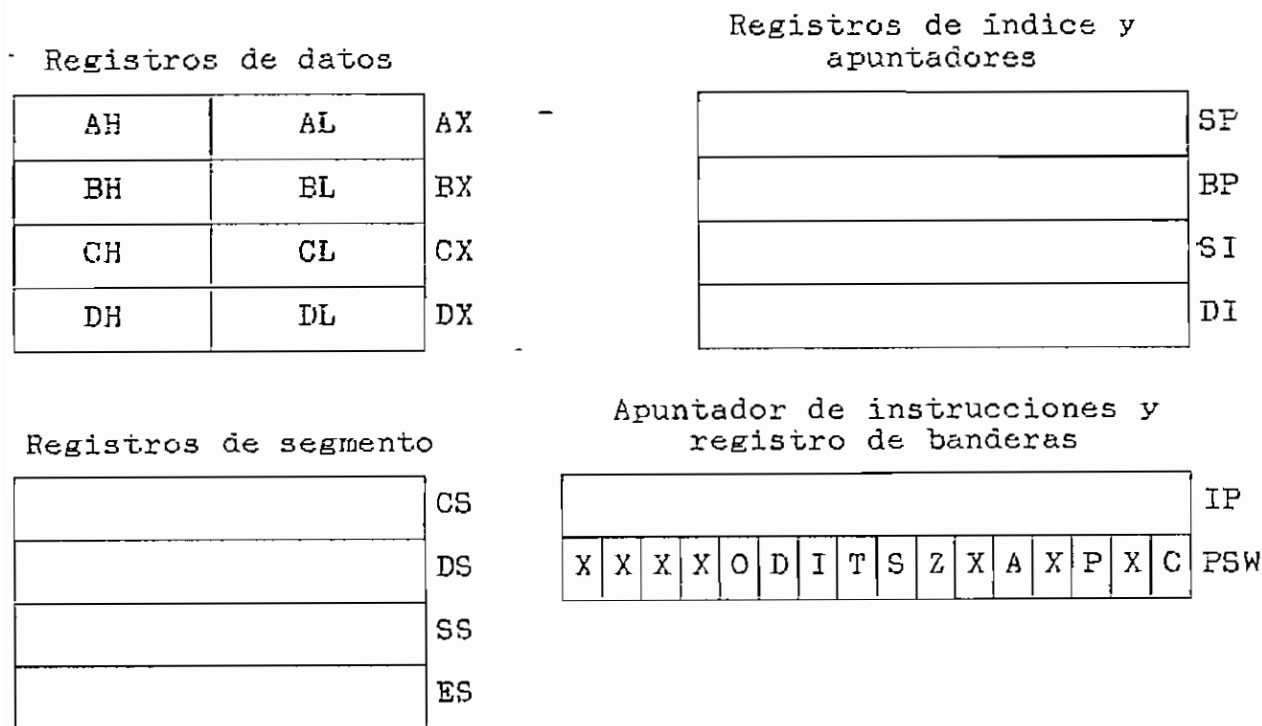 Registros de datos
AH AL AX
BH BL BX
CH CL CX
DH DL DX
Registros de índice y
apuntadores
SP
BP
SI
DI
Registros de segmento
CS
DS
SS
ES
Apuntador de instrucciones y
registro de banderas
IP
X X X X O D I T S Z X A X P X C PSW